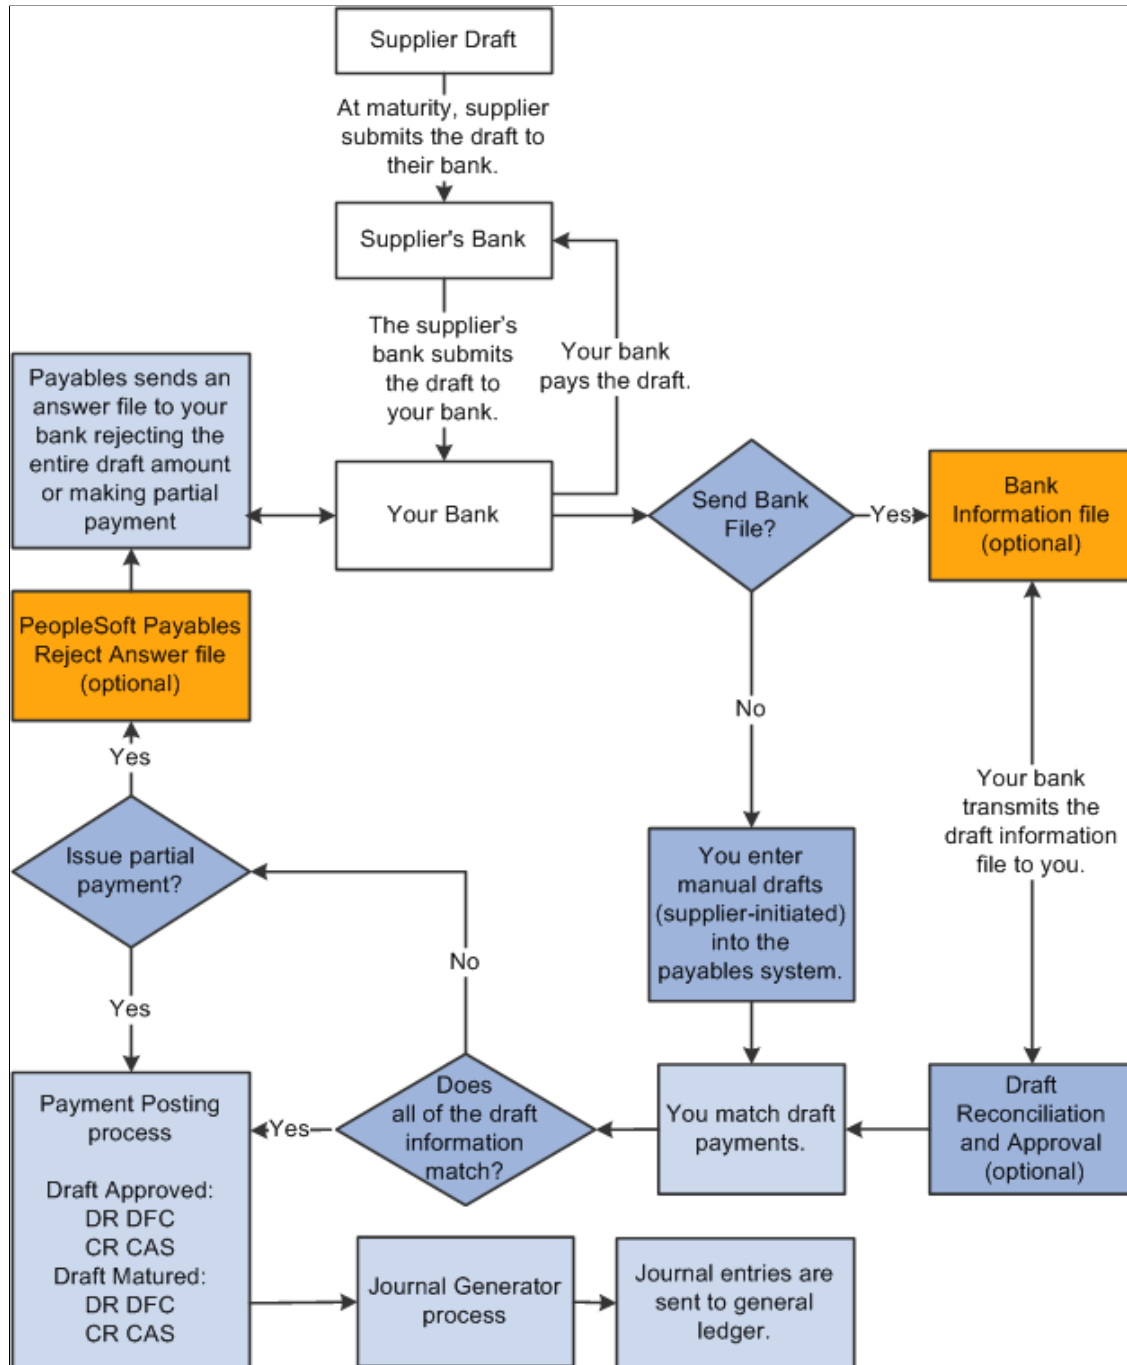 Supplier Draft
At maturity, supplier
submits the draft to
their bank.
Supplier's Bank
The supplier's
bank submits
the draft to
your bank.
Your bank
pays the draft.
Payables sends an
answer file to your
bank rejecting the
entire draft amount
or making partial
payment
Your Bank
Send Bank
File?
Yes
Bank
Information file
(optional)
PeopleSoft Payables
Reject Answer file
(optional)
No
Yes
Your bank
transmits the
draft information
file to you.
Issue partial
payment?
You enter
manual drafts
(supplier-initiated)
into the
payables system.
No
Yes
Payment Posting
process
Draft Approved:
DR DFC
CR CAS
Draft Matured:
DR DFC
CR CAS
Yes
Does
all of the draft
information
match?
You match draft
payments.
Draft
Reconciliation
and Approval
(optional)
Journal Generator
process
Journal entries are
sent to general
ledger.